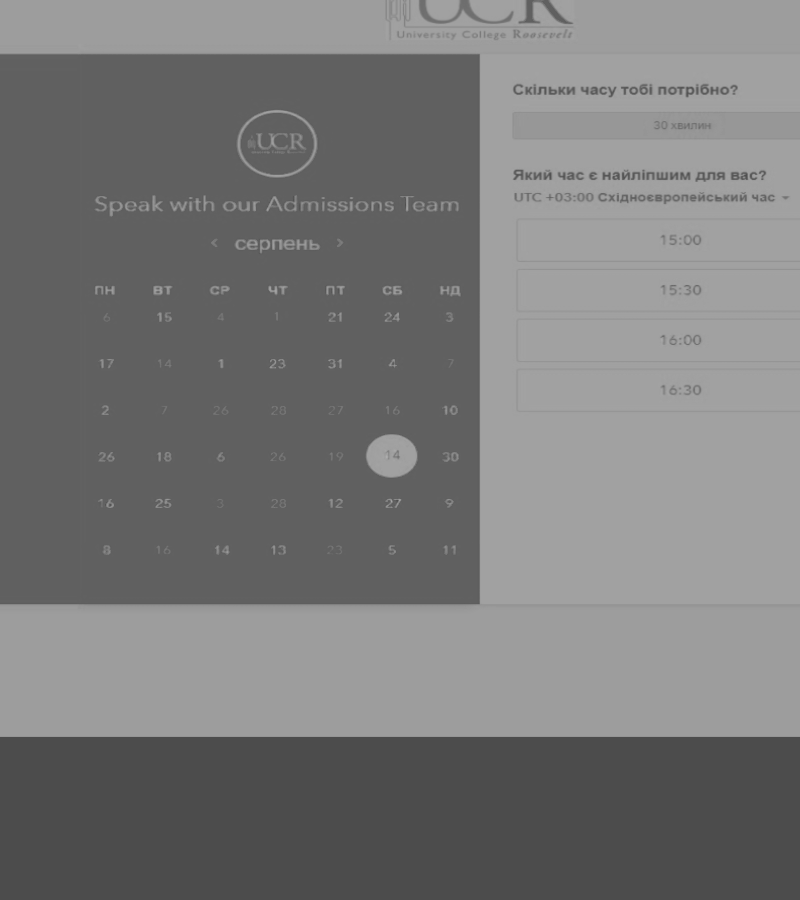 UCR
University College Roosevelt
UCR
Speak with our Admissions Team
‹ серпень ›
ПН ВТ СР ЧТ ПТ СБ НД
6 15 4 1 21 24 3
17 14 1 23 31 4 7
2 7 26 28 27 16 10
26 18 6 26 19 14 30
16 25 3 28 12 27 9
8 16 14 13 23 5 11
Скільки часу тобі потрібно?
30 хвилин
Який час є найліпшим для вас?
UTC +03:00 Східноєвропейський час
15:00
15:30
16:00
16:30